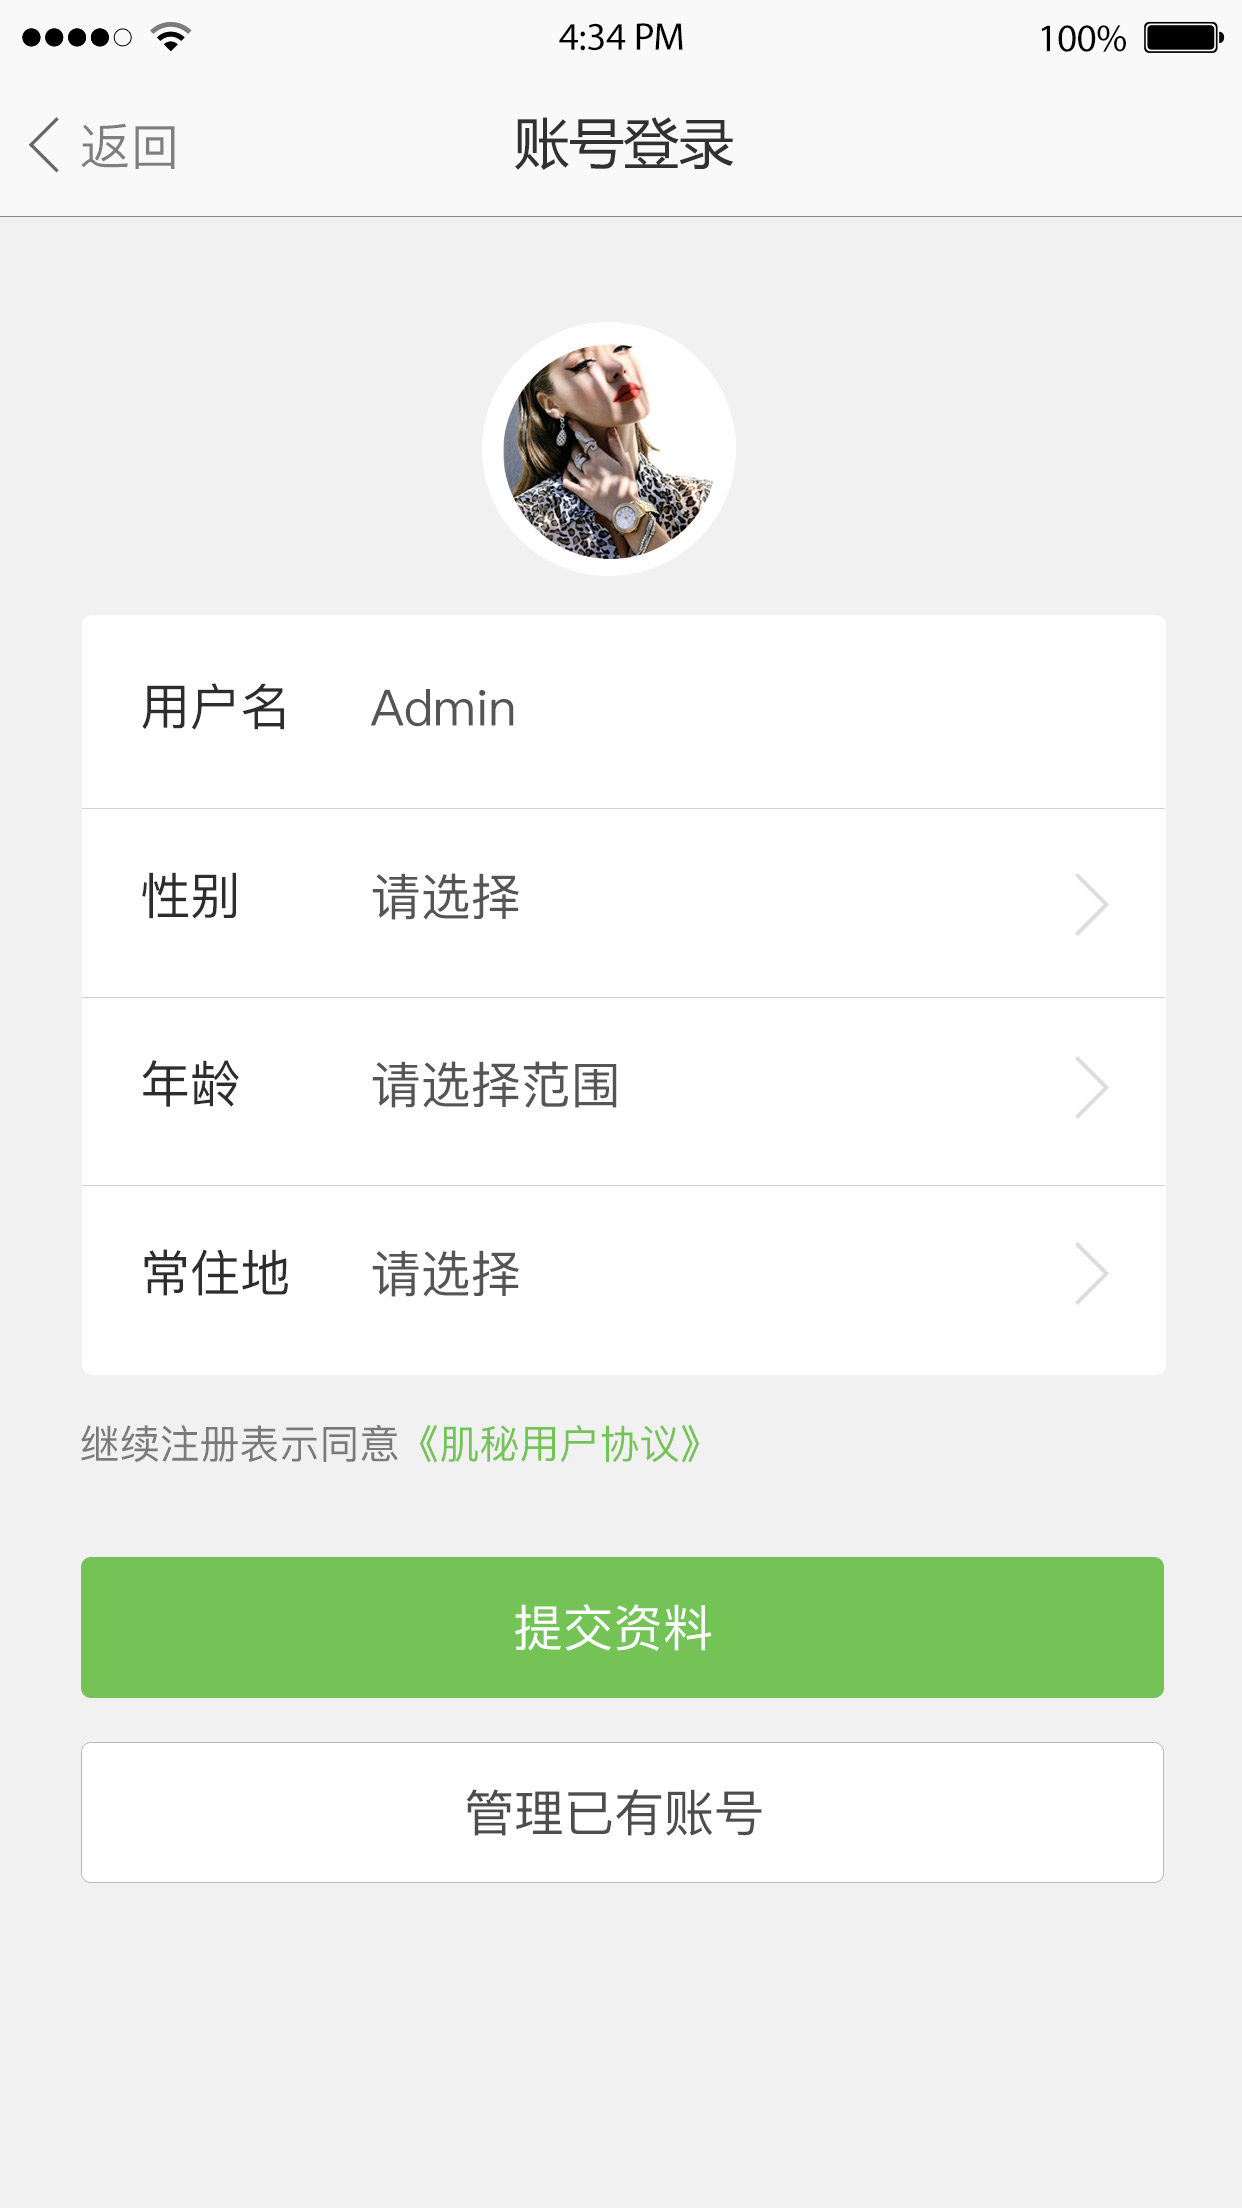 4:34 PM
100%
返回
账号登录
用户名 Admin
性别 请选择
年龄 请选择范围
常住地 请选择
继续注册表示同意《肌秘用户协议》
提交资料
管理已有账号